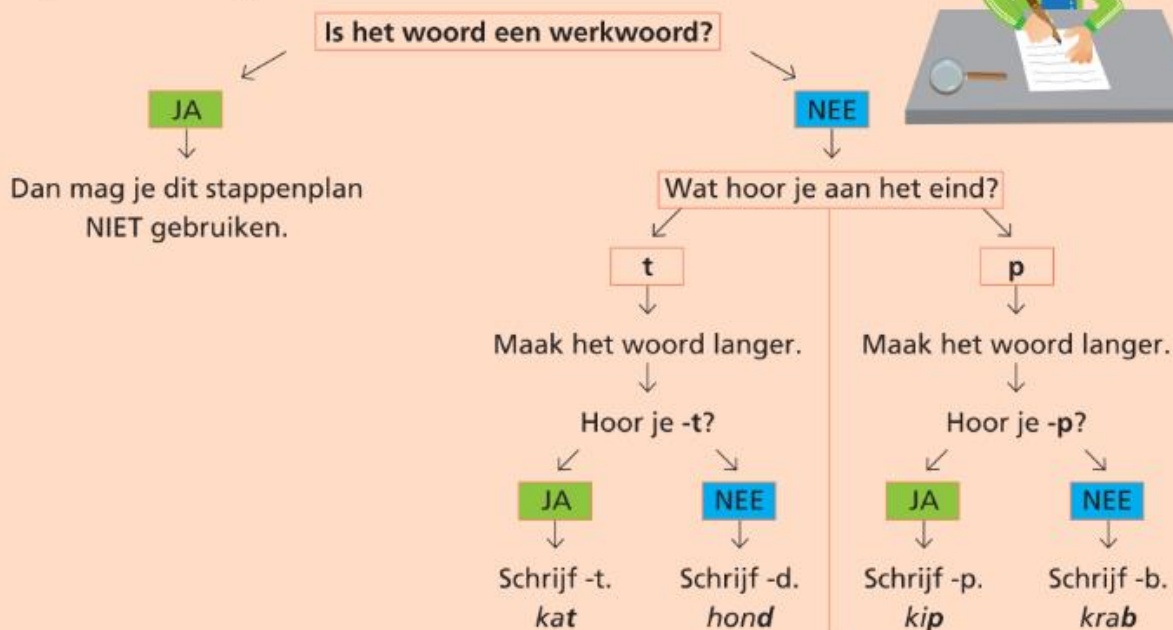 Is het woord een werkwoord?
JA
NEE
Dan mag je dit stappenplan
NIET gebruiken.
Wat hoor je aan het eind?
t
p
Maak het woord langer.
Maak het woord langer.
Hoor je -t?
Hoor je -p?
JA
NEE
JA
NEE
Schrijf -t.
kat
Schrijf -d.
hond
Schrijf -p.
kip
Schrijf -b.
krab